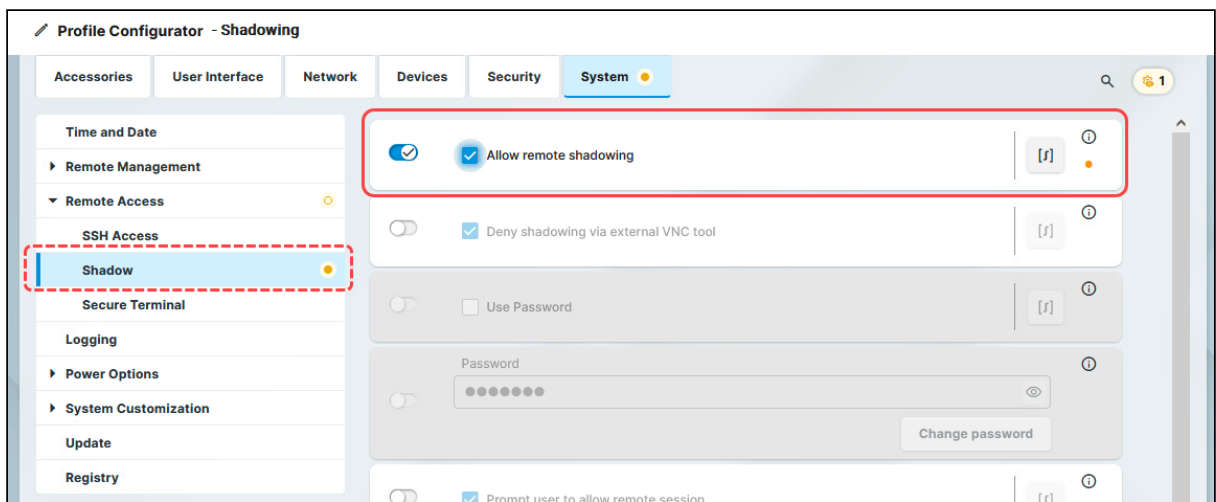 Profile Configurator - Shadowing
Accessories
User Interface
Network
Devices
Security
System
1
Time and Date
Remote Management
Remote Access
SSH Access
Shadow
Secure Terminal
Logging
Power Options
System Customization
Update
Registry
Allow remote shadowing
Deny shadowing via external VNC tool
Use Password
Password
Change password
Prompt user to allow remote session